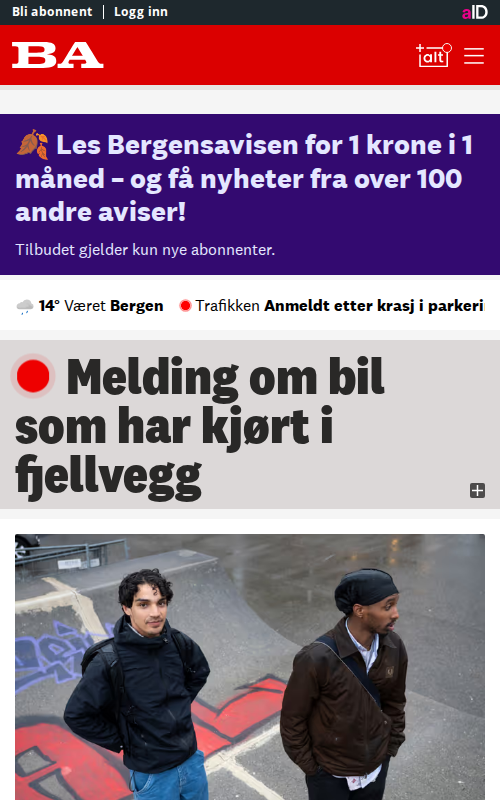 Bli abonnent | Logg inn
aID
BA
+alt
🍂 Les Bergensavisen for 1 krone i 1
måned – og få nyheter fra over 100
andre aviser!
Tilbudet gjelder kun nye abonnenter.
14° Været Bergen Trafikken Anmeldt etter krasj i
Melding om bil
som har kjørt i
fjellvegg